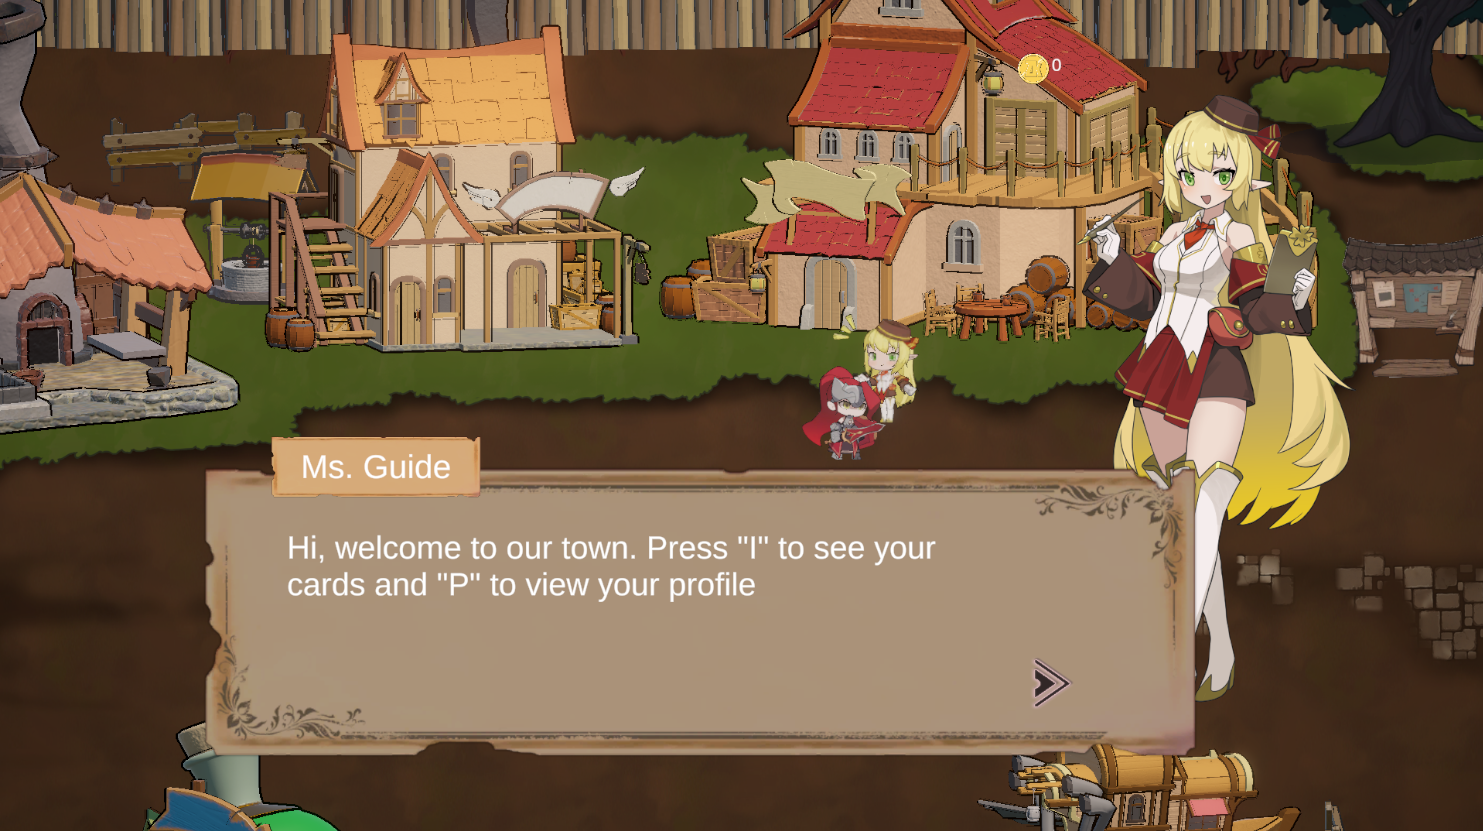 0
Ms. Guide
Hi, welcome to our town. Press "I" to see your
cards and "P" to view your profile